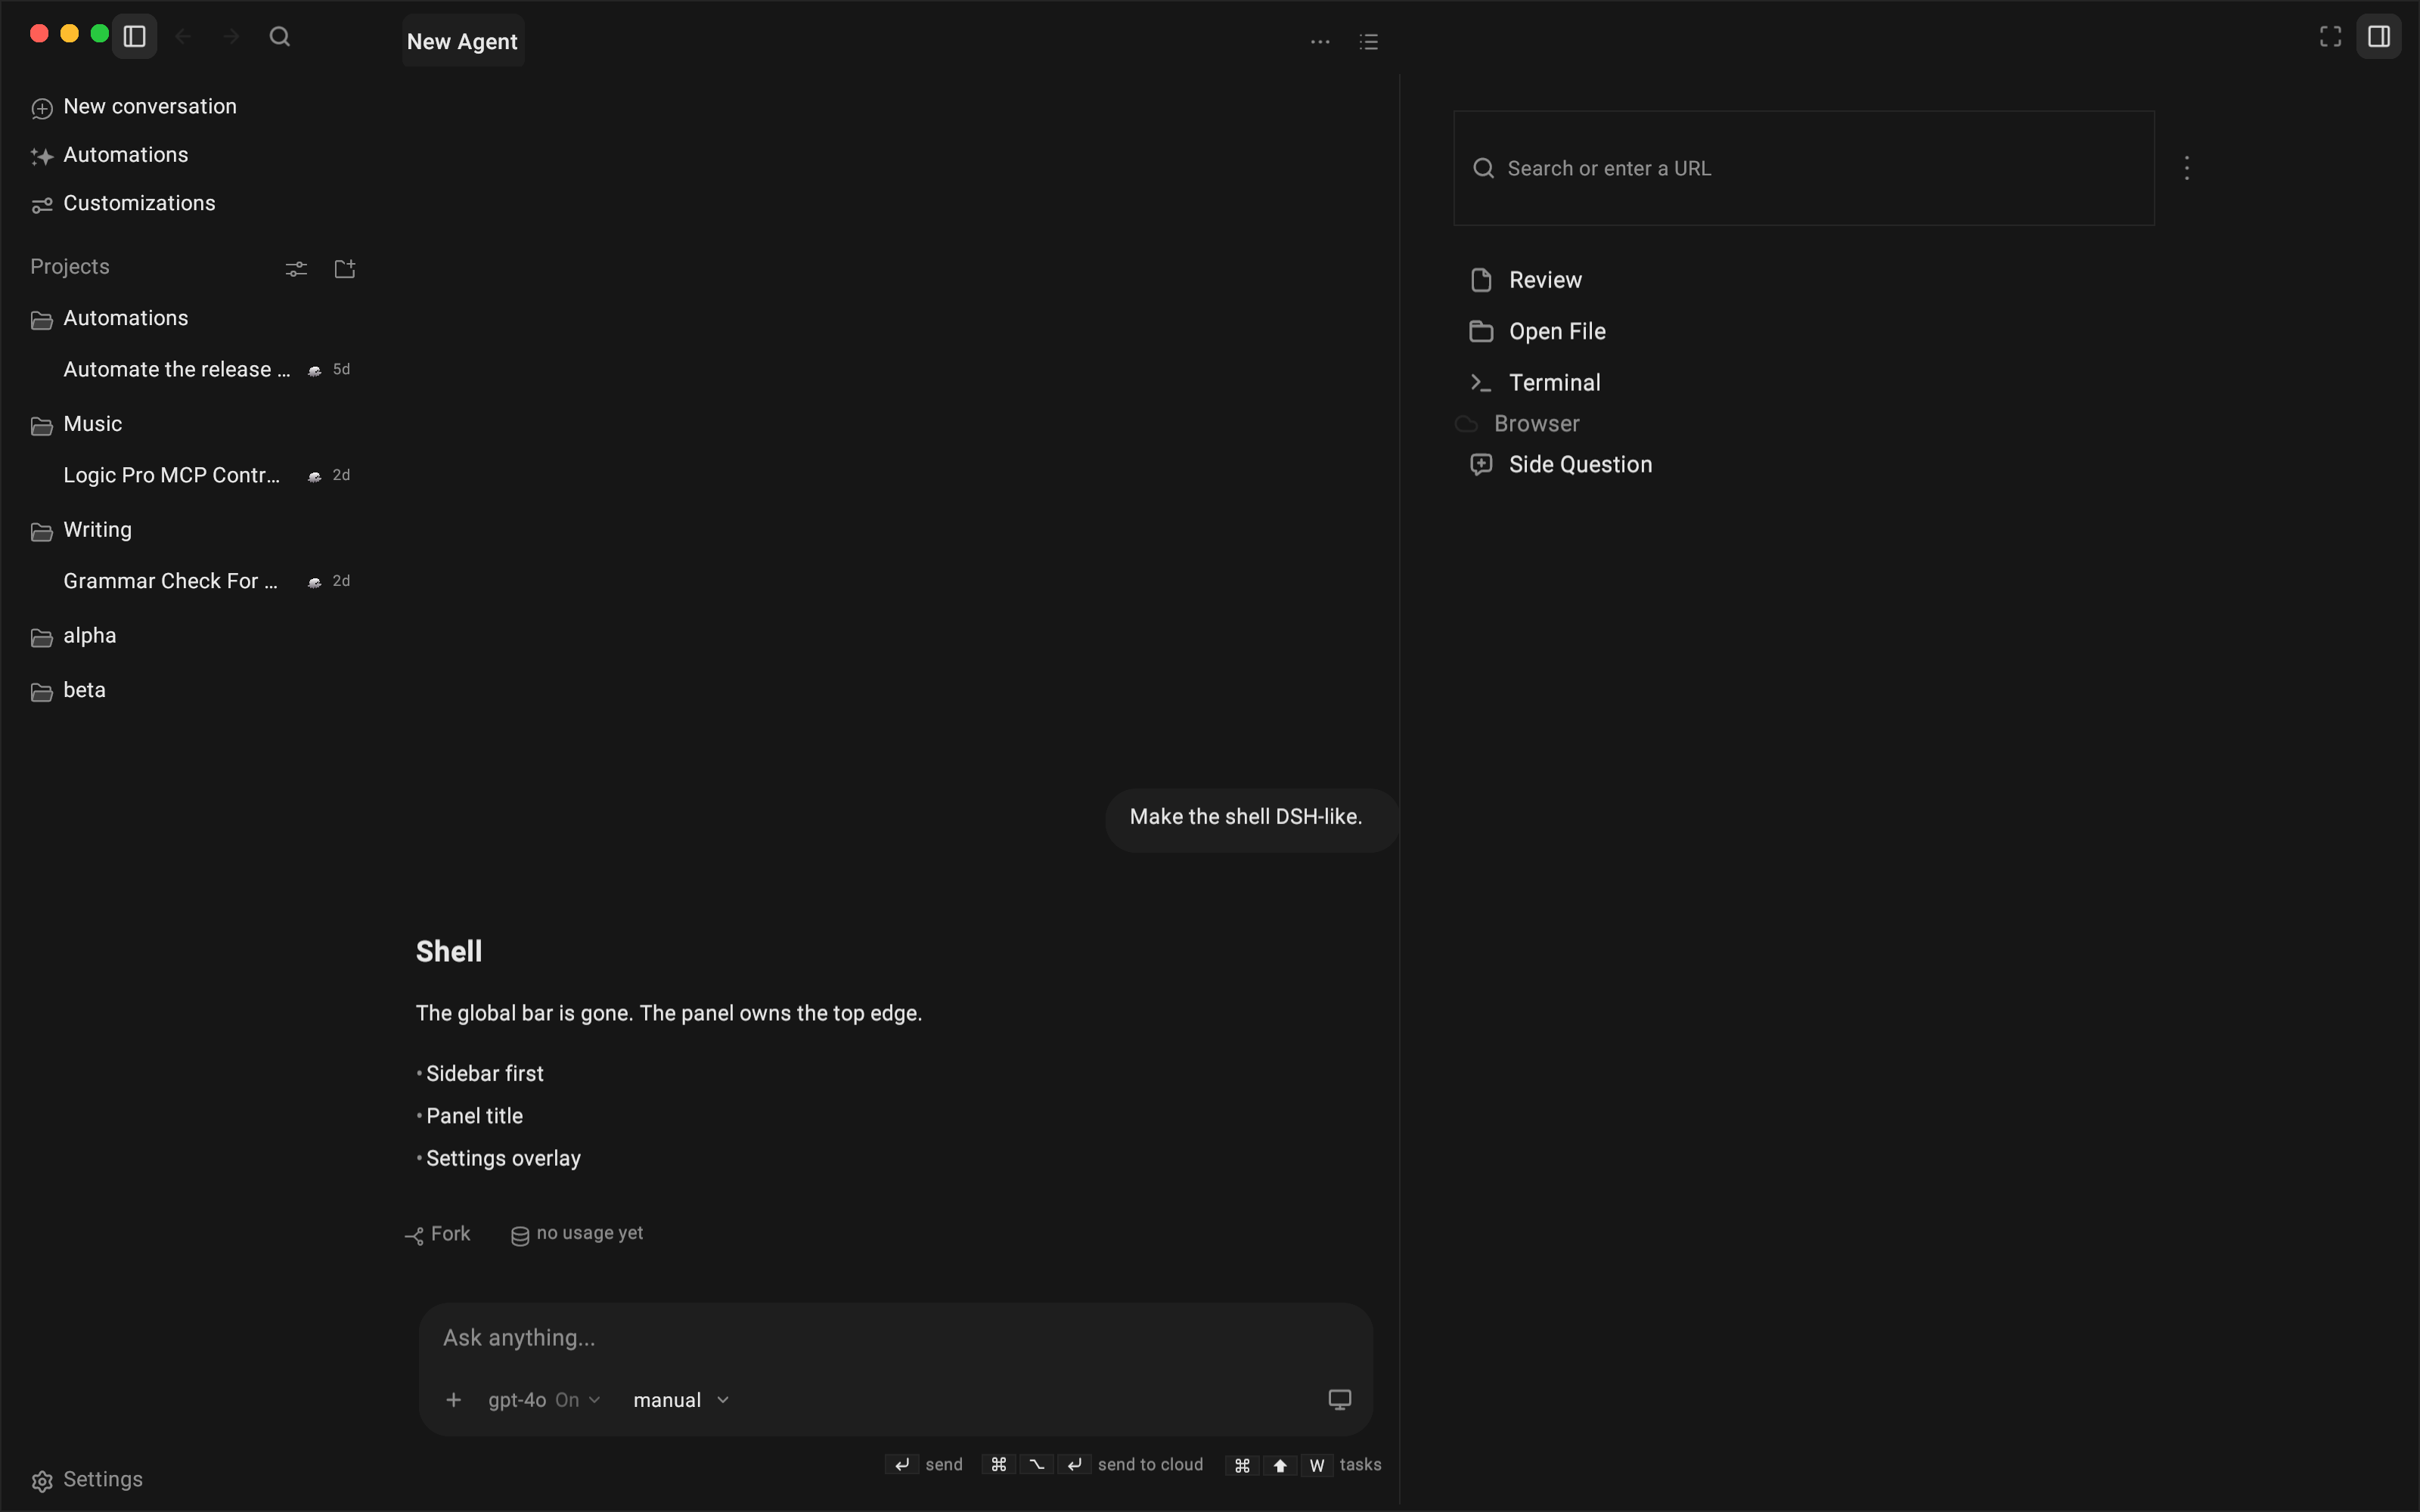 New Agent
New conversation
Automations
Customizations
Projects
Automations
Automate the release ... 5d
Music
Logic Pro MCP Contr... 2d
Writing
Grammar Check For ... 2d
alpha
beta
Settings
Make the shell DSH-like.
Shell
The global bar is gone. The panel owns the top edge.
• Sidebar first
• Panel title
• Settings overlay
Fork no usage yet
Ask anything...
gpt-4o On manual
↵ send ⌘ ⌥ ↵ send to cloud ⌘ ⬆ W tasks
Search or enter a URL
Review
Open File
Terminal
Browser
Side Question